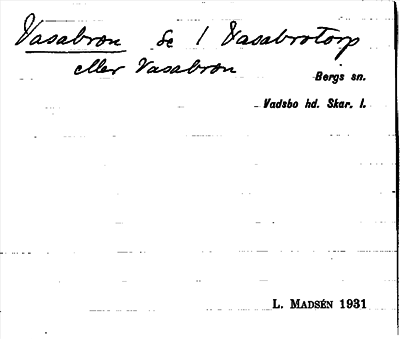 Vasabron se 1 Vasabrotorp
eller Vasabron
Bergs sn.
Vadsbo hd. Skar. l.
L. MADSÉN 1931